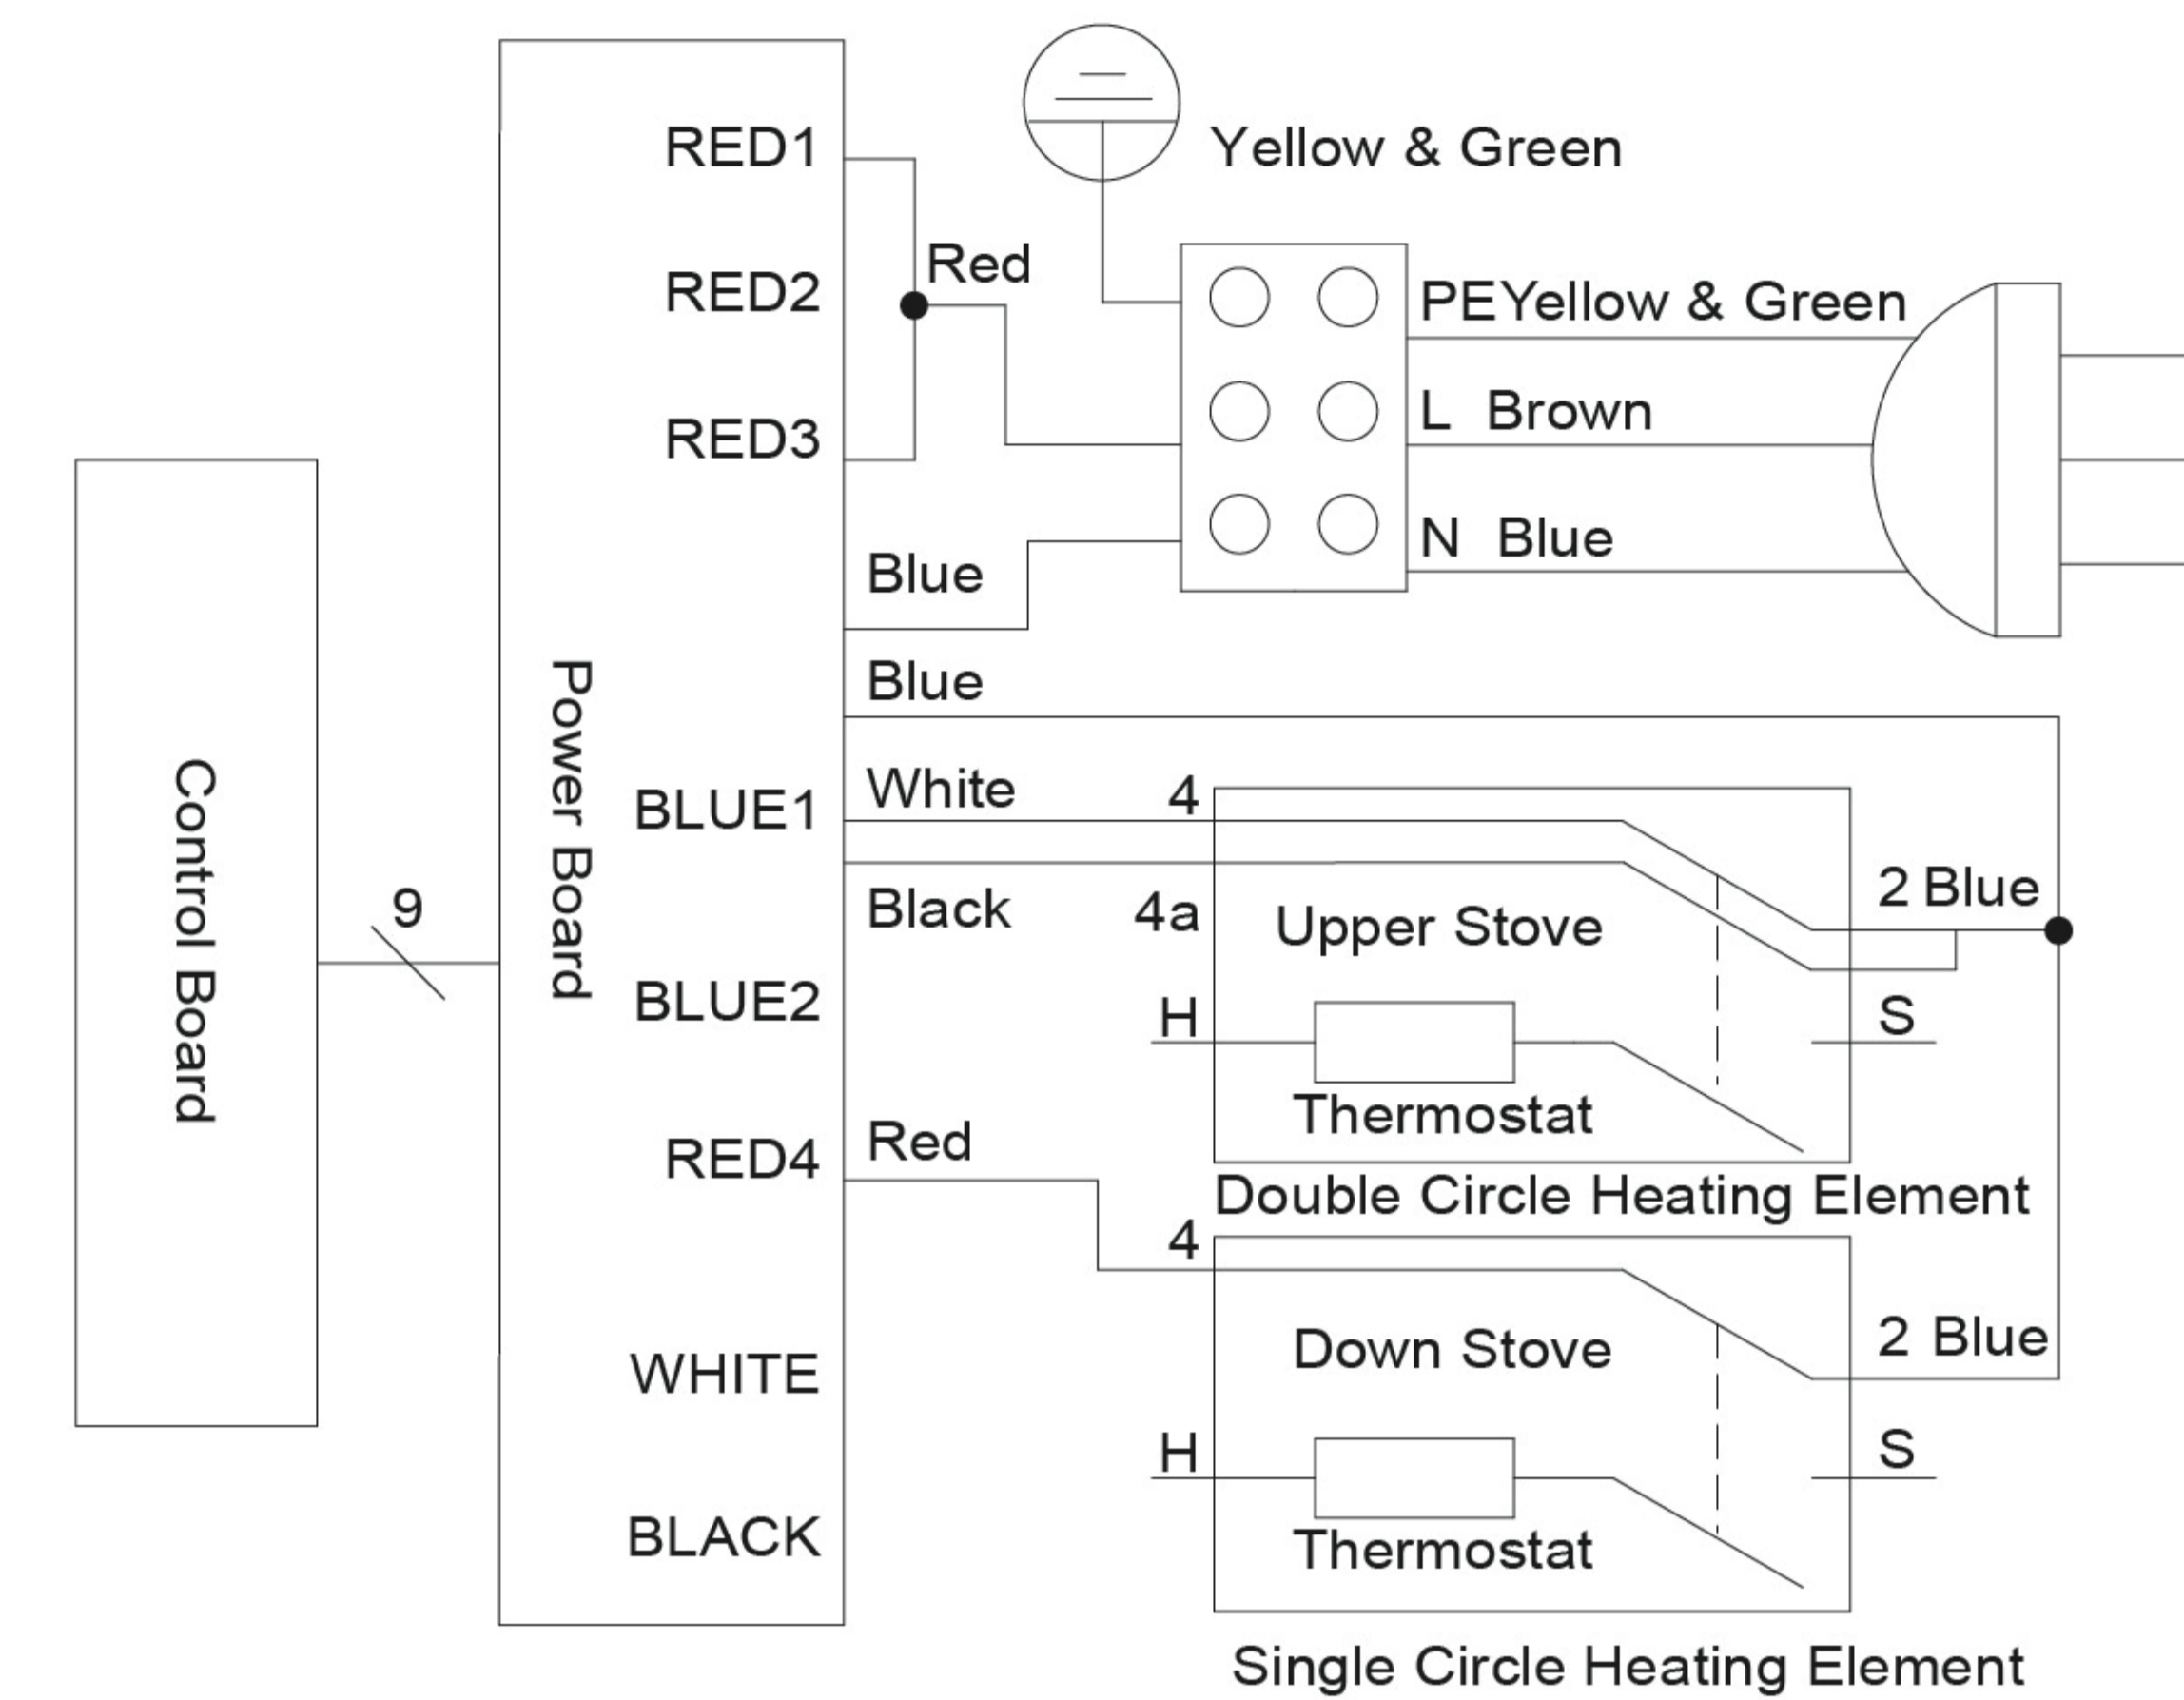 RED1
Yellow & Green
Red
RED2
PE Yellow & Green
RED3
L Brown
N Blue
Blue
Blue
Power Board
Control Board
BLUE1
White
4
2 Blue
9
Black
4a
Upper Stove
BLUE2
H
S
Thermostat
RED4
Red
Double Circle Heating Element
4
Down Stove
2 Blue
WHITE
H
S
BLACK
Thermostat
Single Circle Heating Element